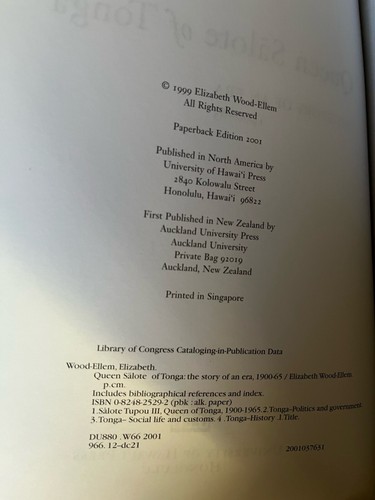 Queen Sālote of Tonga
© 1999 Elizabeth Wood-Ellem
All Rights Reserved
Paperback Edition 2001
Published in North America by
University of Hawai'i Press
2840 Kolowalu Street
Honolulu, Hawai'i 96822
First Published in New Zealand by
Auckland University Press
Auckland University
Private Bag 92019
Auckland, New Zealand
Printed in Singapore
Library of Congress Cataloging-in-Publication Data
Wood-Ellem, Elizabeth.
Queen Sālote of Tonga: the story of an era, 1900-65 / Elizabeth Wood-Ellem
p.cm.
Includes bibliographical references and index.
ISBN 0-8248-2529-2 (pbk : alk. paper)
1.Sālote Tupou III, Queen of Tonga, 1900-1965. 2.Tonga–Politics and government.
3.Tonga– Social life and customs. 4 .Tonga–History .I Title.
DU880 .W66 2001
966. 12–dc21
2001037631